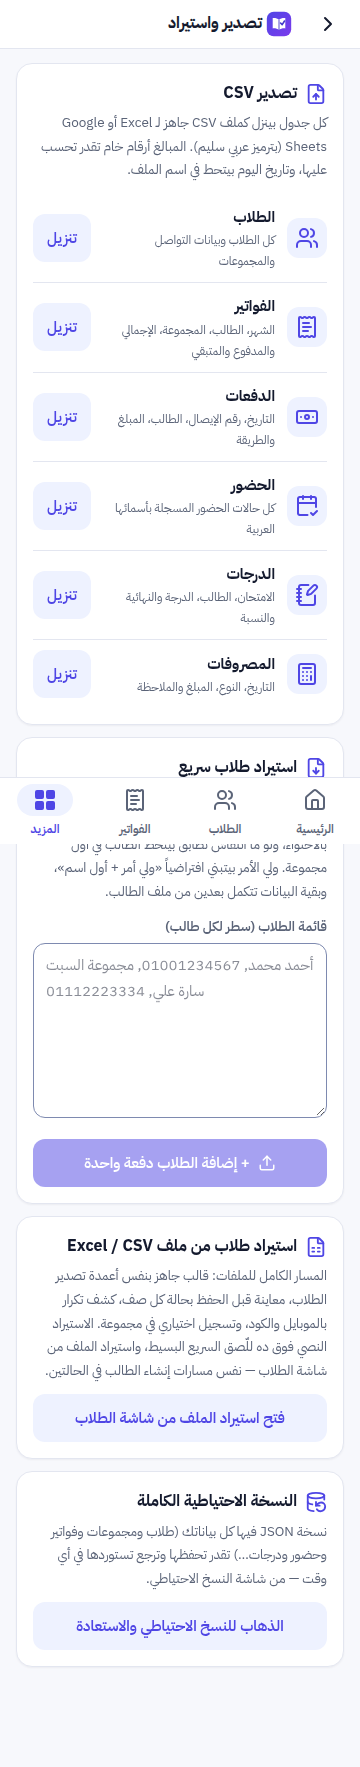 تصدير واستيراد
تصدير CSV
كل جدول بينزل كملف CSV جاهز لـ Excel أو Google
Sheets (بترميز عربي سليم). المبالغ أرقام خام تقدر تحسب
عليها، وتاريخ اليوم بيتحط في اسم الملف.
الطلاب
كل الطلاب وبيانات التواصل
والمجموعات
تنزيل
الفواتير
الشهر، الطالب، المجموعة، الإجمالي
والمدفوع والمتبقي
تنزيل
الدفعات
التاريخ، رقم الإيصال، الطالب، المبلغ
والطريقة
تنزيل
الحضور
كل حالات الحضور المسجلة بأسمائها
العربية
تنزيل
الدرجات
الامتحان، الطالب، الدرجة والنهائية
والنسبة
تنزيل
المصروفات
التاريخ، النوع، المبلغ والملاحظة
تنزيل
استيراد طلاب سريع
الرئيسية
الطلاب
الفواتير
المزيد
مجموعة. ولي الأمر بيتبني افتراضياً «ولي أمر + أول اسم»،
وبقية البيانات تتكمل بعدين من ملف الطالب.
قائمة الطلاب (سطر لكل طالب)
أحمد محمد, 01001234567, مجموعة السبت
سارة علي, 01112223334
+ إضافة الطلاب دفعة واحدة
استيراد طلاب من ملف Excel / CSV
المسار الكامل للملفات: قالب جاهز بنفس أعمدة تصدير
الطلاب، معاينة قبل الحفظ بحالة كل صف، كشف تكرار
بالموبايل والكود، وتسجيل اختياري في مجموعة. الاستيراد
النصي فوق ده للّصق السريع البسيط، واستيراد الملف من
شاشة الطلاب — نفس مسارات إنشاء الطالب في الحالتين.
فتح استيراد الملف من شاشة الطلاب
النسخة الاحتياطية الكاملة
نسخة JSON فيها كل بياناتك (طلاب ومجموعات وفواتير
وحضور ودرجات...) تقدر تحفظها وترجع تستوردها في أي
وقت — من شاشة النسخ الاحتياطي.
الذهاب للنسخ الاحتياطي والاستعادة